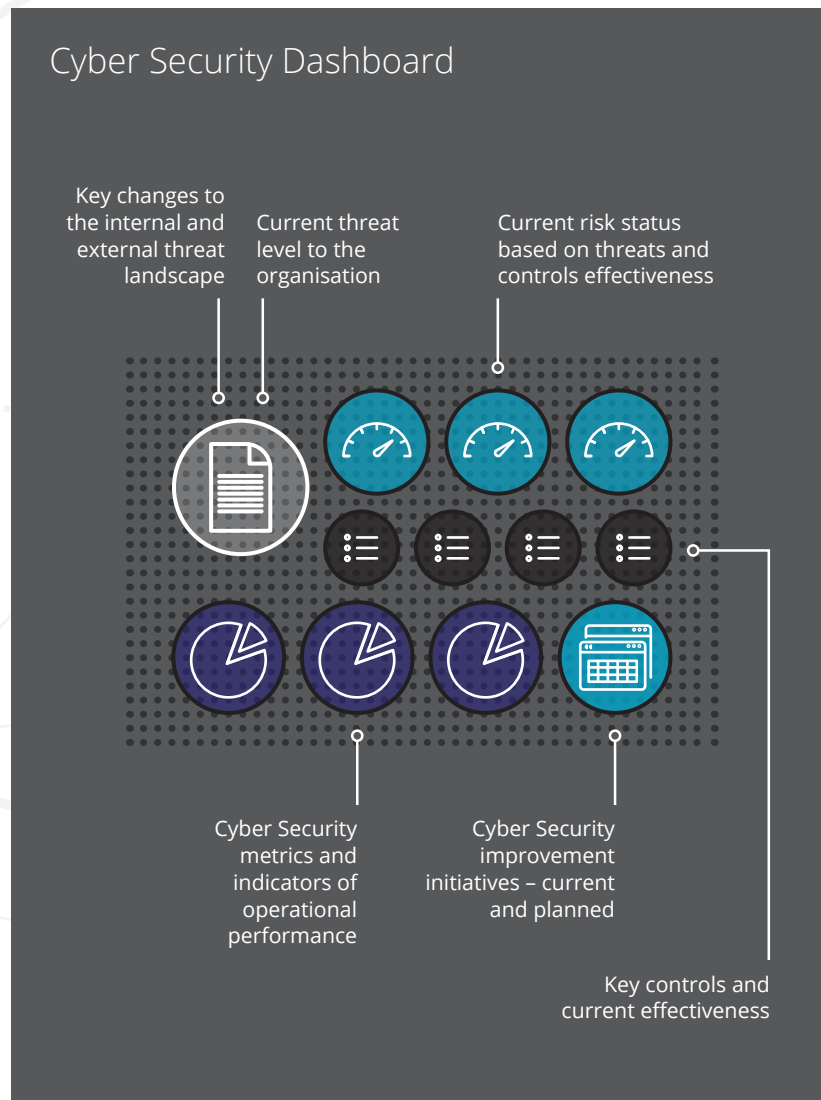 Cyber Security Dashboard
Key changes to
the internal and
external threat
landscape
Current threat
level to the
organisation
Current risk status
based on threats and
controls effectiveness
Cyber Security
metrics and
indicators of
operational
performance
Cyber Security
improvement
initiatives – current
and planned
Key controls and
current effectiveness